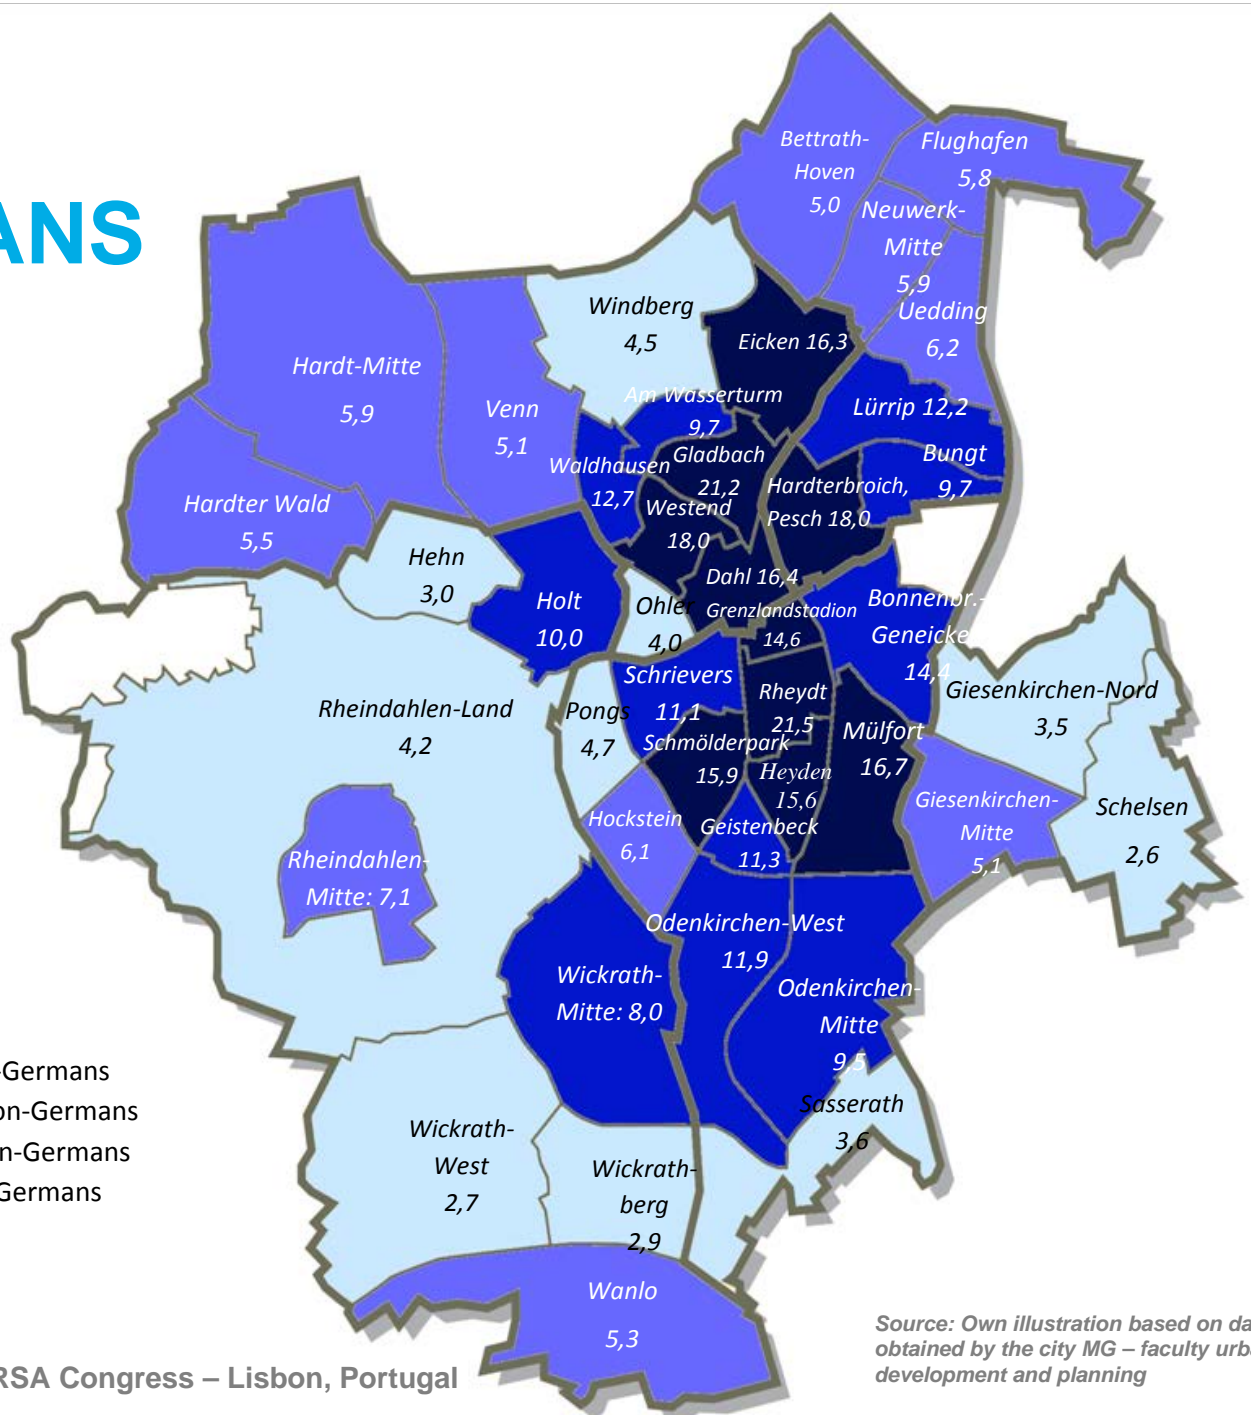 ANS
Bettrath-
Hoven
5,0
Flughafen
5,8
Neuwerk-
Mitte
5,9
Uedding
6,2
Windberg
4,5
Eicken 16,3
Hardt-Mitte
5,9
Venn
5,1
Am Wasserturm
9,7
Lürrip 12,2
Bungt
9,7
Waldhausen
12,7
Gladbach
21,2
Hardterbroich,
Pesch 18,0
Westend
18,0
Hardter Wald
5,5
Hehn
3,0
Holt
10,0
Ohler
4,0
Dahl 16,4
Grenzlandstadion
14,6
Bonnenbr.-
Geneicke
14,4
Schrievers
11,1
Rheydt
21,5
Giesenkirchen-Nord
3,5
Rheindahlen-Land
4,2
Pongs
4,7
Schmölderpark
15,9
Heyden
15,6
Mülfort
16,7
Giesenkirchen-
Mitte
5,1
Schelsen
2,6
Hockstein
6,1
Geistenbeck
11,3
Rheindahlen-
Mitte: 7,1
Odenkirchen-West
11,9
Wickrath-
Mitte: 8,0
Odenkirchen-
Mitte
9,5
Sasserath
3,6
-Germans
on-Germans
n-Germans
Germans
Wickrath-
West
2,7
Wickrath-
berg
2,9
Wanlo
5,3
Source: Own illustration based on da
obtained by the city MG – faculty urba
development and planning
RSA Congress – Lisbon, Portugal